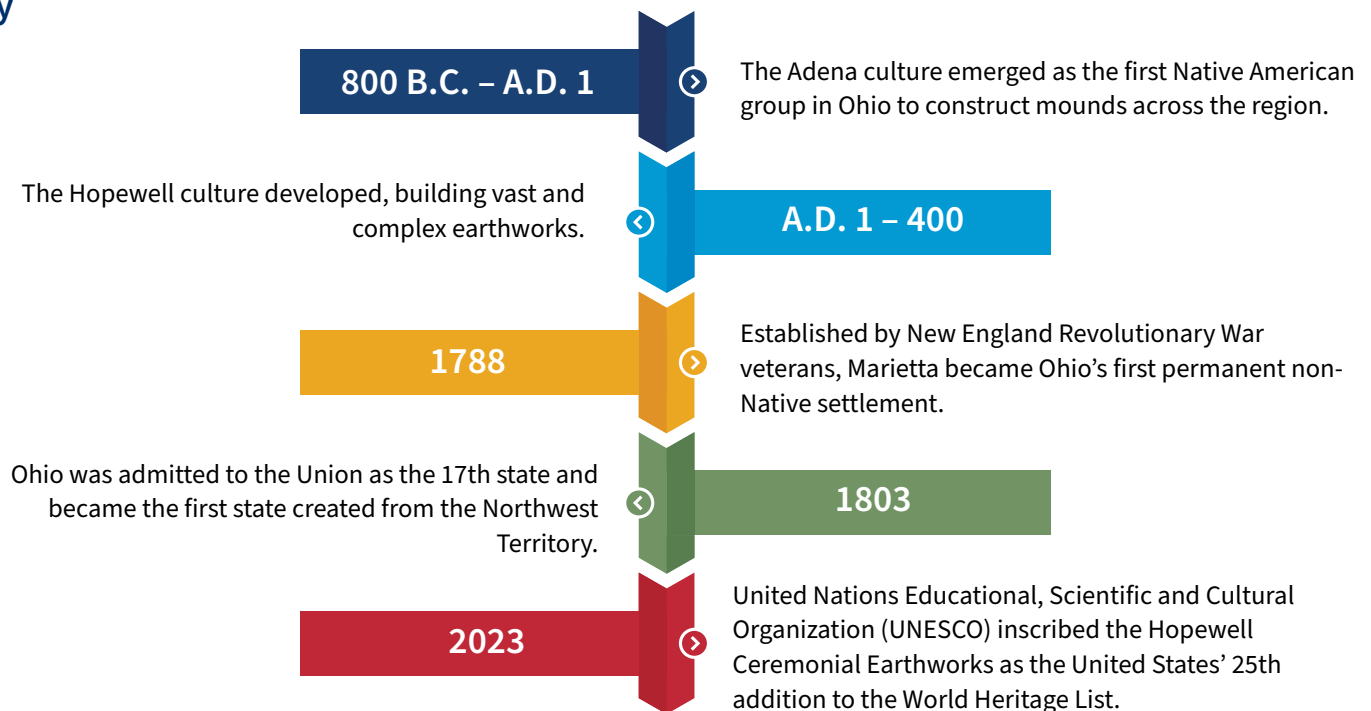 y
800 B.C. – A.D. 1
The Adena culture emerged as the first Native American
group in Ohio to construct mounds across the region.
The Hopewell culture developed, building vast and
complex earthworks.
A.D. 1 – 400
1788
Established by New England Revolutionary War
veterans, Marietta became Ohio’s first permanent non-
Native settlement.
Ohio was admitted to the Union as the 17th state and
became the first state created from the Northwest
Territory.
1803
2023
United Nations Educational, Scientific and Cultural
Organization (UNESCO) inscribed the Hopewell
Ceremonial Earthworks as the United States’ 25th
addition to the World Heritage List.